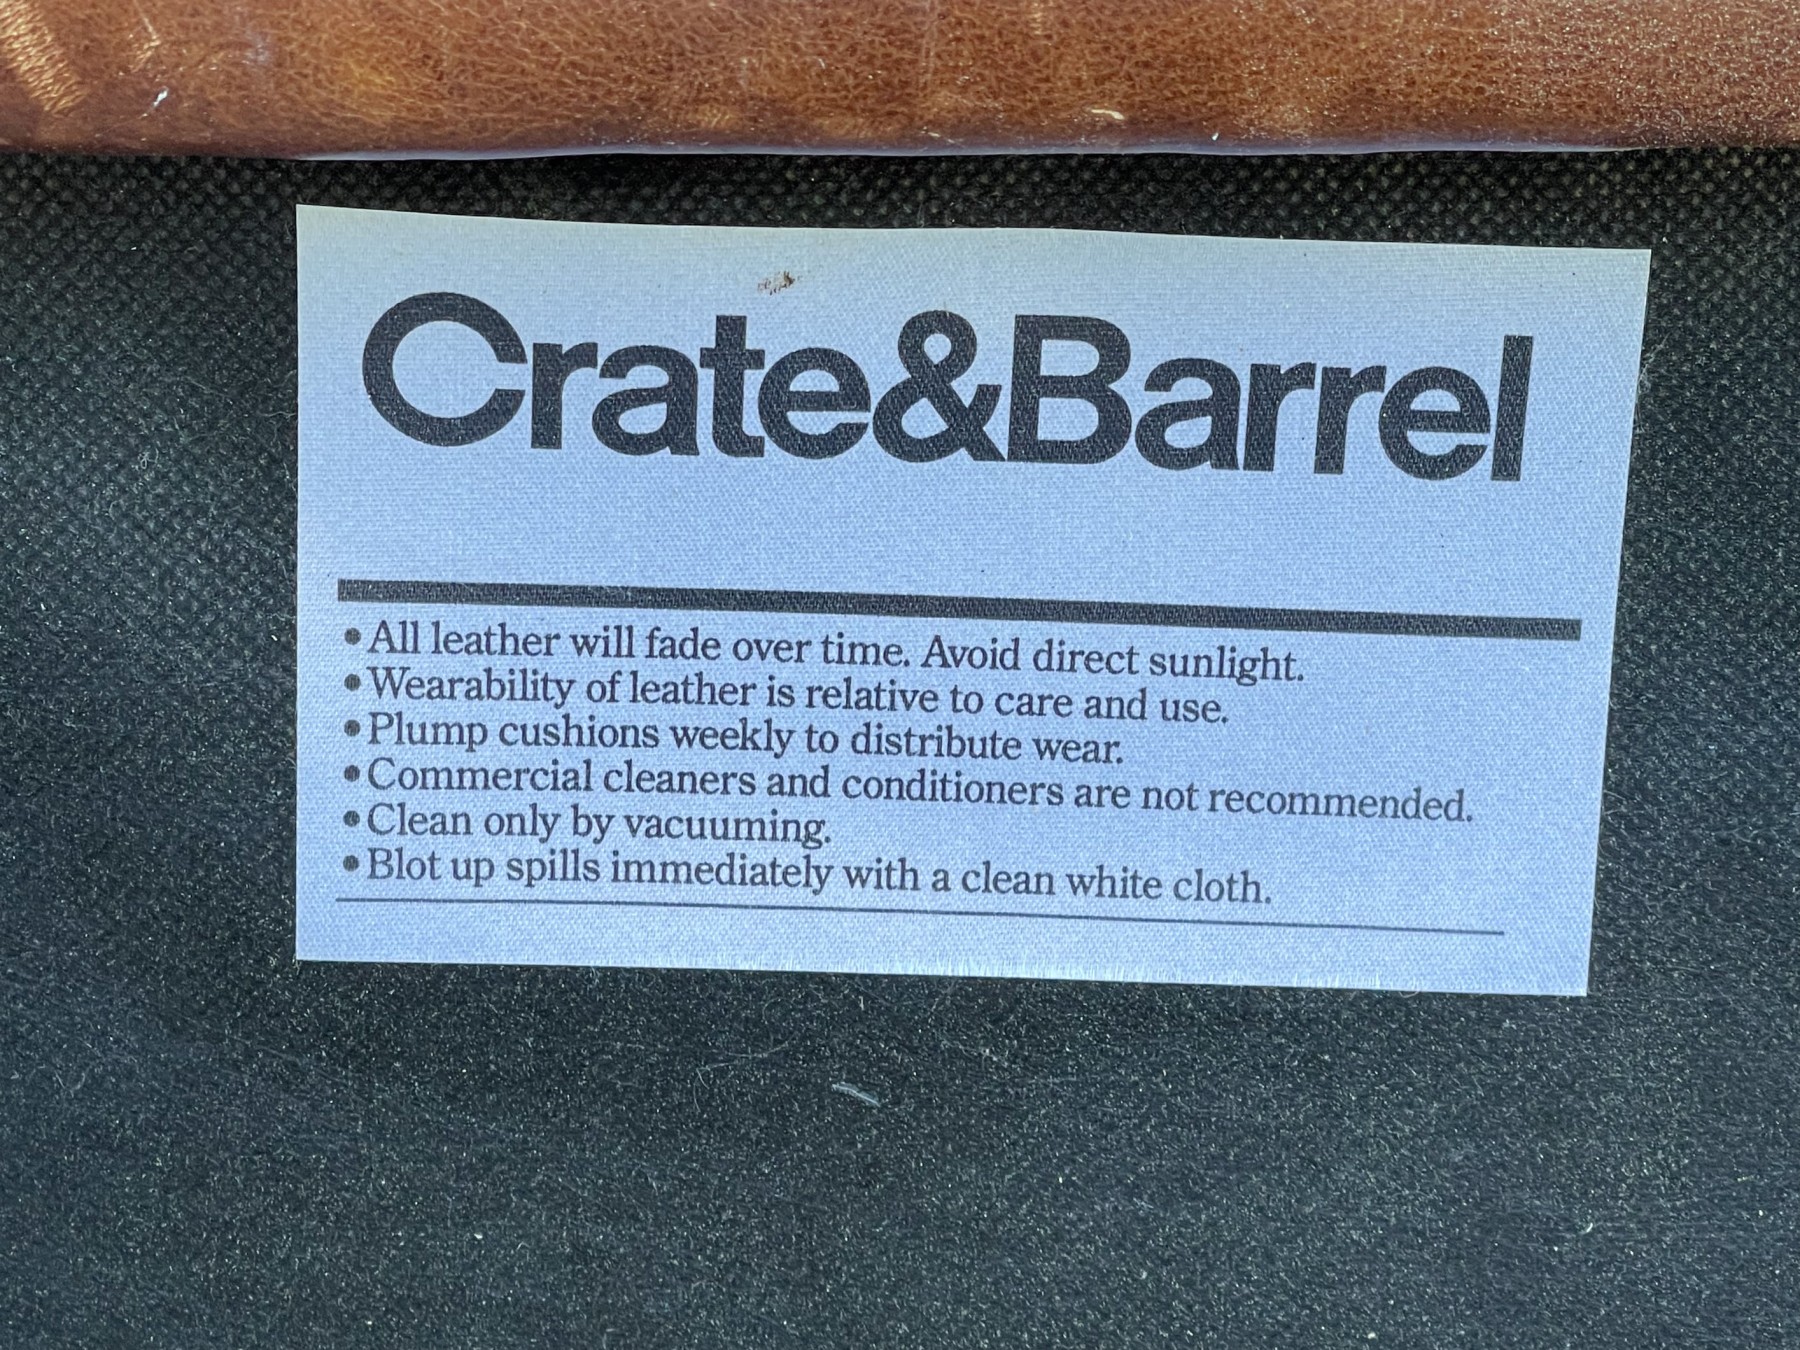 Crate&Barrel
• All leather will fade over time. Avoid direct sunlight.
• Wearability of leather is relative to care and use.
• Plump cushions weekly to distribute wear.
• Commercial cleaners and conditioners are not recommended.
• Clean only by vacuuming.
• Blot up spills immediately with a clean white cloth.